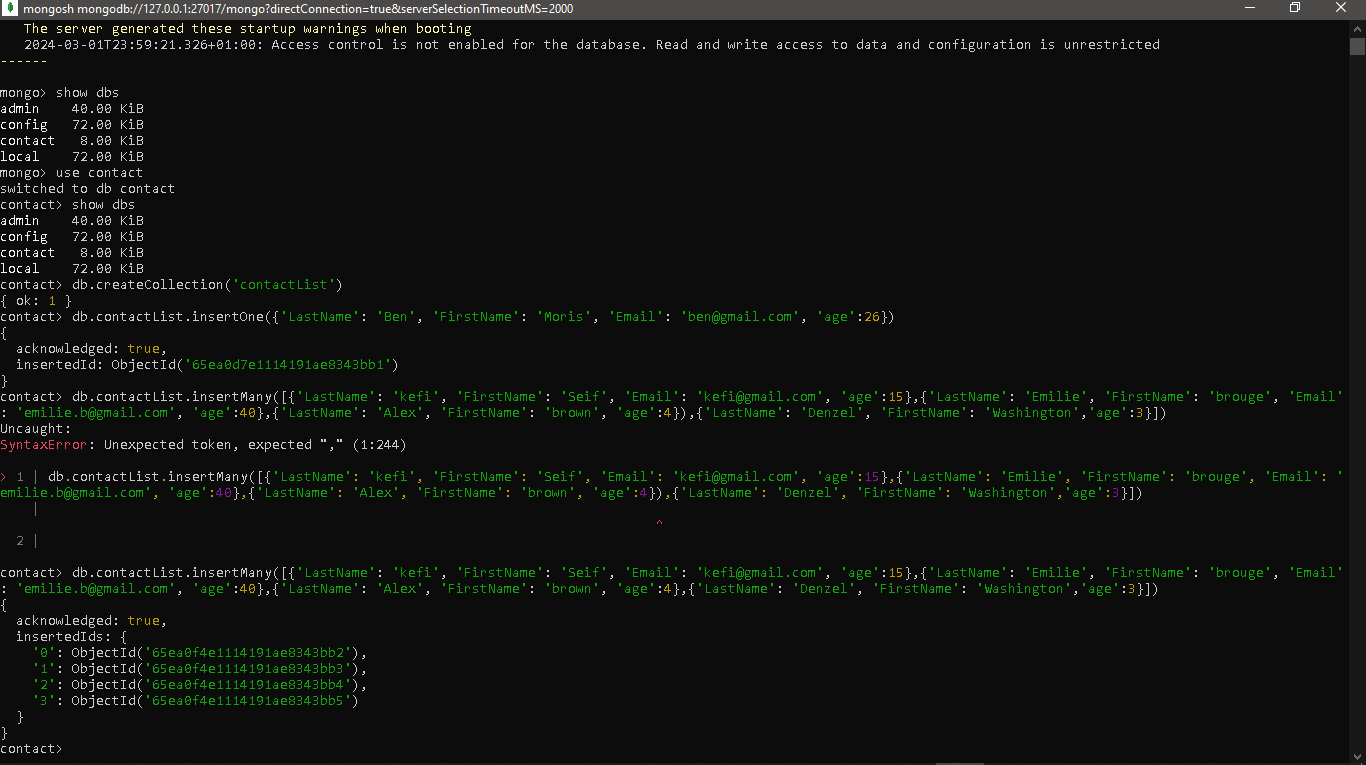 mongosh mongodb://127.0.0.1:27017/mongo?directConnection=true&serverSelectionTimeoutMS=2000
   The server generated these startup warnings when booting
   2024-03-01T23:59:21.326+01:00: Access control is not enabled for the database. Read and write access to data and configuration is unrestricted
------
mongo> show dbs
admin    40.00 KiB
config   72.00 KiB
contact   8.00 KiB
local    72.00 KiB
mongo> use contact
switched to db contact
contact> show dbs
admin    40.00 KiB
config   72.00 KiB
contact   8.00 KiB
local    72.00 KiB
contact> db.createCollection('contactList')
{ ok: 1 }
contact> db.contactList.insertOne({'LastName': 'Ben', 'FirstName': 'Moris', 'Email': 'ben@gmail.com', 'age':26})
{
  acknowledged: true,
  insertedId: ObjectId('65ea0d7e1114191ae8343bb1')
}
contact> db.contactList.insertMany([{'LastName': 'kefi', 'FirstName': 'Seif', 'Email': 'kefi@gmail.com', 'age':15},{'LastName': 'Emilie', 'FirstName': 'brouge', 'Email'
: 'emilie.b@gmail.com', 'age':40},{'LastName': 'Alex', 'FirstName': 'brown', 'age':4}),{'LastName': 'Denzel', 'FirstName': 'Washington','age':3}])
Uncaught:
SyntaxError: Unexpected token, expected "," (1:244)
> 1 | db.contactList.insertMany([{'LastName': 'kefi', 'FirstName': 'Seif', 'Email': 'kefi@gmail.com', 'age':15},{'LastName': 'Emilie', 'FirstName': 'brouge', 'Email': '
emilie.b@gmail.com', 'age':40},{'LastName': 'Alex', 'FirstName': 'brown', 'age':4}),{'LastName': 'Denzel', 'FirstName': 'Washington','age':3}])
    |
^
  2 |
contact> db.contactList.insertMany([{'LastName': 'kefi', 'FirstName': 'Seif', 'Email': 'kefi@gmail.com', 'age':15},{'LastName': 'Emilie', 'FirstName': 'brouge', 'Email'
: 'emilie.b@gmail.com', 'age':40},{'LastName': 'Alex', 'FirstName': 'brown', 'age':4},{'LastName': 'Denzel', 'FirstName': 'Washington','age':3}])
{
  acknowledged: true,
  insertedIds: {
    '0': ObjectId('65ea0f4e1114191ae8343bb2'),
    '1': ObjectId('65ea0f4e1114191ae8343bb3'),
    '2': ObjectId('65ea0f4e1114191ae8343bb4'),
    '3': ObjectId('65ea0f4e1114191ae8343bb5')
  }
}
contact>